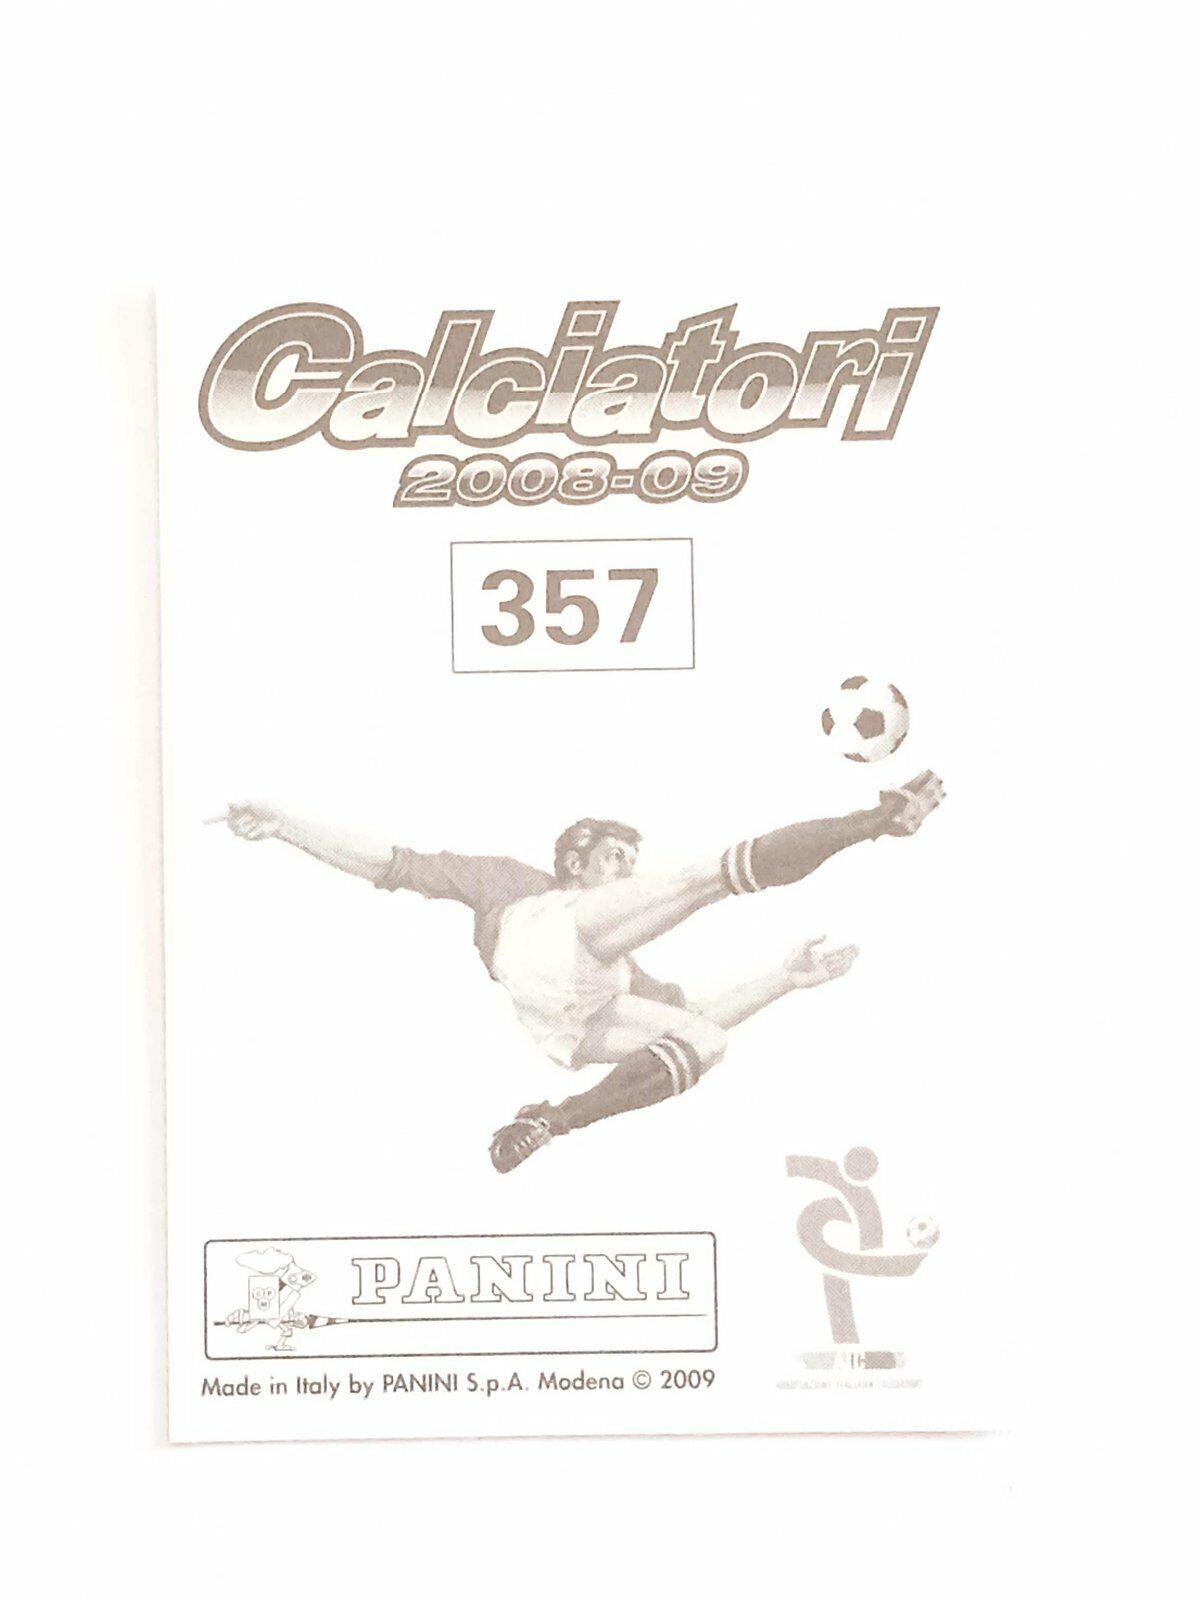 Calciatori
2008-09
357
PANINI
Made in Italy by PANINI S.p.A. Modena © 2009